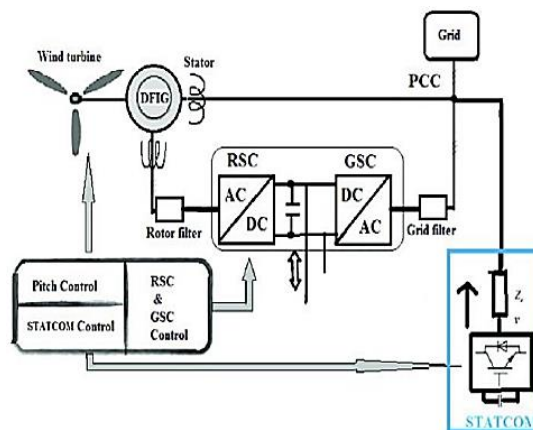 Grid
Wind turbine
Stator
PCC
DFIG
RSC
GSC
AC
DC
DC
AC
Rotor filter
Grid filter
Pitch Control
STATCOM Control
RSC
&
GSC
Control
STATCOM